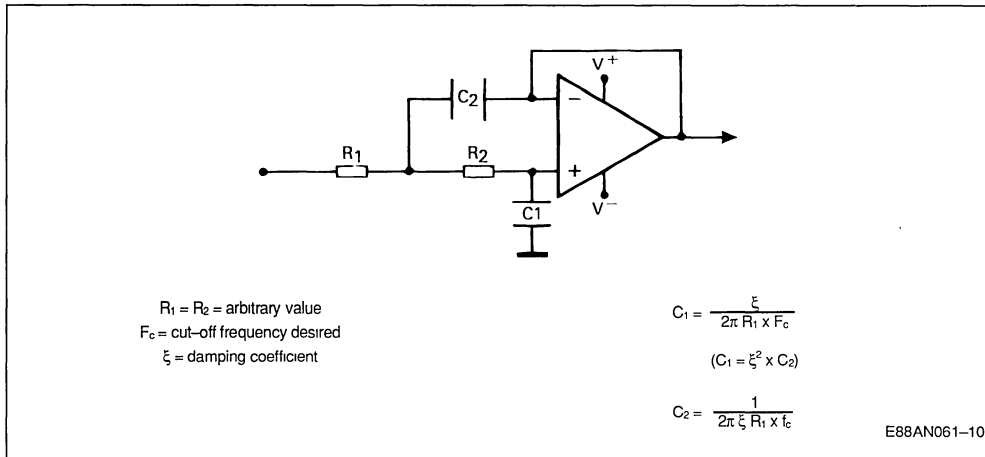 V+
C2
−
R1
R2
+
V−
C1
R1 = R2 = arbitrary value
Fc = cut–off frequency desired
ξ = damping coefficient
C1 = ξ / 2π R1 x Fc
(C1 = ξ² x C2)
C2 = 1 / 2π ξ R1 x fc
E88AN061–10